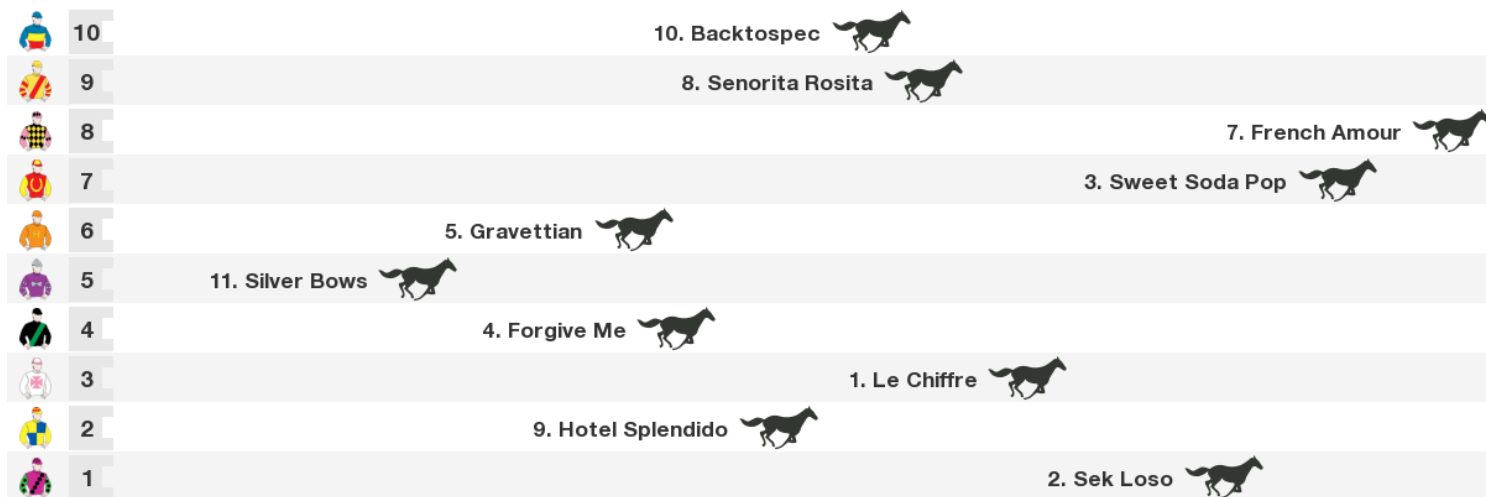 10 10. Backtospec
9 8. Senorita Rosita
8 7. French Amour
7 3. Sweet Soda Pop
6 5. Gravettian
5 11. Silver Bows
4 4. Forgive Me
3 1. Le Chiffre
2 9. Hotel Splendido
1 2. Sek Loso